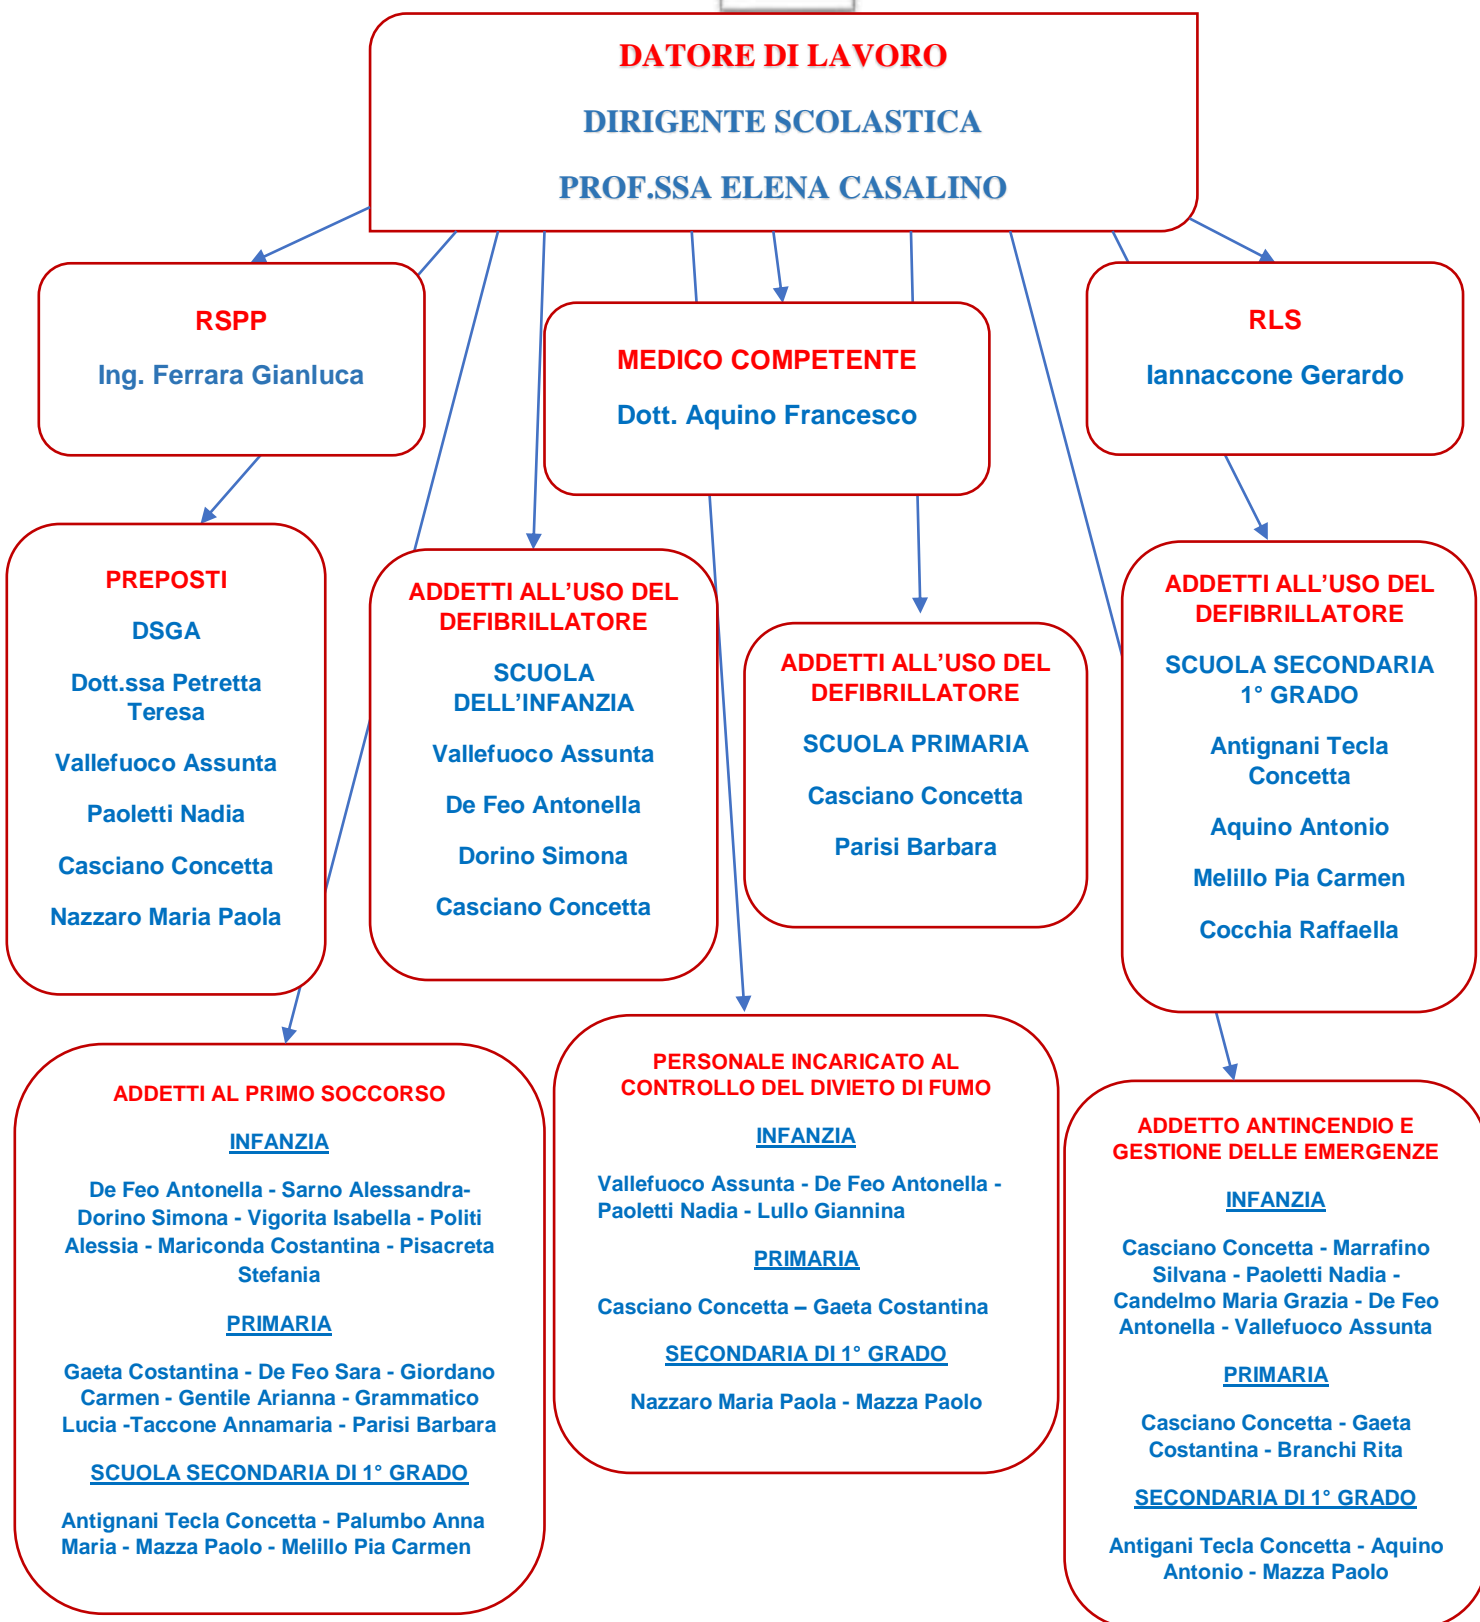 DATORE DI LAVORO
DIRIGENTE SCOLASTICA
PROF.SSA ELENA CASALINO
RSPP
Ing. Ferrara Gianluca
MEDICO COMPETENTE
Dott. Aquino Francesco
RLS
Iannaccone Gerardo
PREPOSTI
DSGA
Dott.ssa Petretta
Teresa
Vallefuoco Assunta
Paoletti Nadia
Casciano Concetta
Nazzaro Maria Paola
ADDETTI ALL’USO DEL
DEFIBRILLATORE
SCUOLA
DELL’INFANZIA
Vallefuoco Assunta
De Feo Antonella
Dorino Simona
Casciano Concetta
ADDETTI ALL’USO DEL
DEFIBRILLATORE
SCUOLA PRIMARIA
Casciano Concetta
Parisi Barbara
ADDETTI ALL’USO DEL
DEFIBRILLATORE
SCUOLA SECONDARIA
1° GRADO
Antignani Tecla
Concetta
Aquino Antonio
Melillo Pia Carmen
Cocchia Raffaella
ADDETTI AL PRIMO SOCCORSO
INFANZIA
De Feo Antonella - Sarno Alessandra-
Dorino Simona - Vigorita Isabella - Politi
Alessia - Mariconda Costantina - Pisacreta
Stefania
PRIMARIA
Gaeta Costantina - De Feo Sara - Giordano
Carmen - Gentile Arianna - Grammatico
Lucia -Taccone Annamaria - Parisi Barbara
SCUOLA SECONDARIA DI 1° GRADO
Antignani Tecla Concetta - Palumbo Anna
Maria - Mazza Paolo - Melillo Pia Carmen
PERSONALE INCARICATO AL
CONTROLLO DEL DIVIETO DI FUMO
INFANZIA
Vallefuoco Assunta - De Feo Antonella -
Paoletti Nadia - Lullo Giannina
PRIMARIA
Casciano Concetta – Gaeta Costantina
SECONDARIA DI 1° GRADO
Nazzaro Maria Paola - Mazza Paolo
ADDETTO ANTINCENDIO E
GESTIONE DELLE EMERGENZE
INFANZIA
Casciano Concetta - Marrafino
Silvana - Paoletti Nadia -
Candelmo Maria Grazia - De Feo
Antonella - Vallefuoco Assunta
PRIMARIA
Casciano Concetta - Gaeta
Costantina - Branchi Rita
SECONDARIA DI 1° GRADO
Antigani Tecla Concetta - Aquino
Antonio - Mazza Paolo